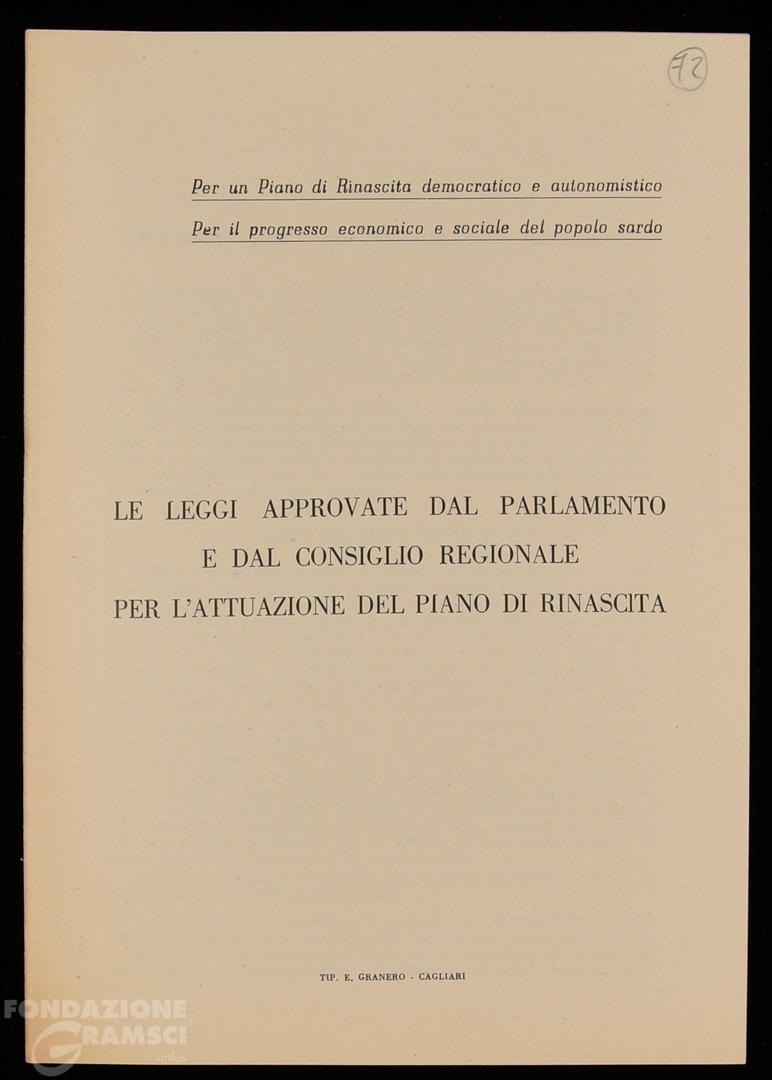 72
Per un Piano di Rinascita democratico e autonomistico
Per il progresso economico e sociale del popolo sardo
LE LEGGI APPROVATE DAL PARLAMENTO
E DAL CONSIGLIO REGIONALE
PER L'ATTUAZIONE DEL PIANO DI RINASCITA
TIP. E. GRANERO - CAGLIARI
FONDAZIONE
GRAMSCI
onlus